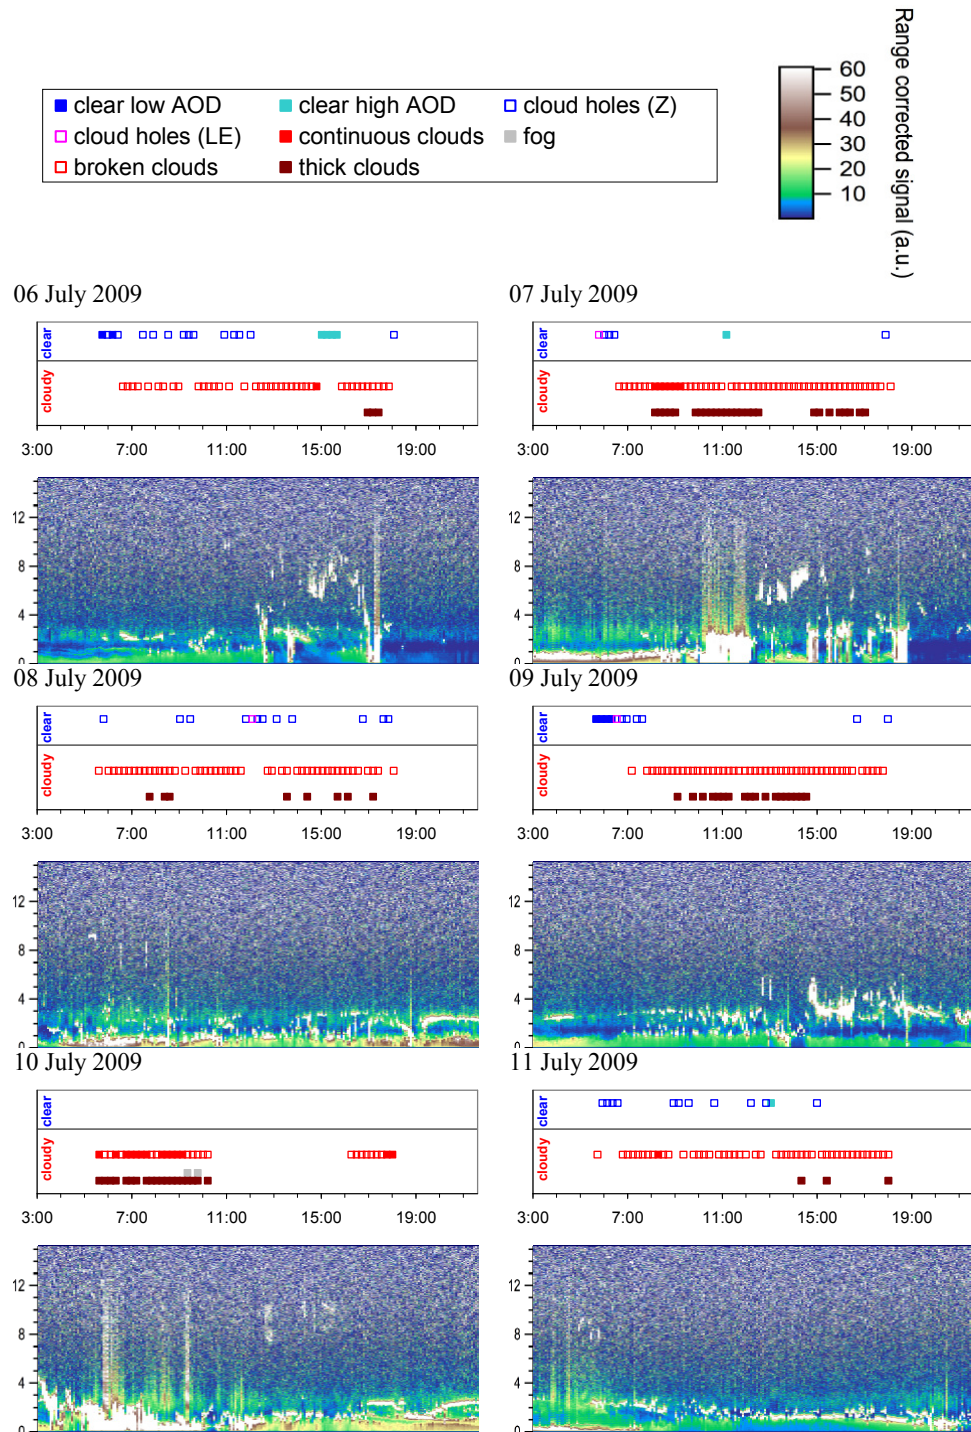 Range corrected signal (a.u.)
60
50
40
30
20
10
clear low AOD clear high AOD cloud holes (Z)
cloud holes (LE) continuous clouds fog
broken clouds thick clouds
06 July 2009
clear
cloudy
3:00 7:00 11:00 15:00 19:00
12
8
4
0
07 July 2009
clear
cloudy
3:00 7:00 11:00 15:00 19:00
12
8
4
0
08 July 2009
clear
cloudy
3:00 7:00 11:00 15:00 19:00
12
8
4
0
09 July 2009
clear
cloudy
3:00 7:00 11:00 15:00 19:00
12
8
4
0
10 July 2009
clear
cloudy
3:00 7:00 11:00 15:00 19:00
12
8
4
0
11 July 2009
clear
cloudy
3:00 7:00 11:00 15:00 19:00
12
8
4
0